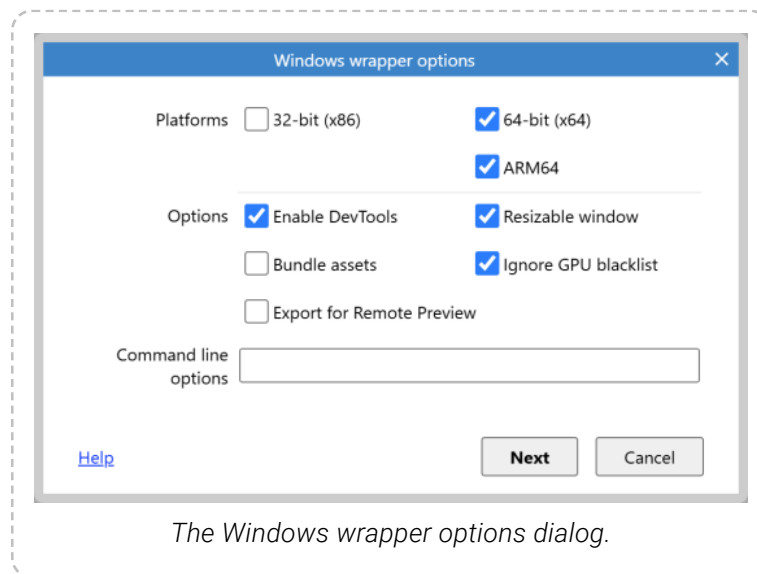 Windows wrapper options
Platforms 32-bit (x86) 64-bit (x64)
ARM64
Options Enable DevTools Resizable window
Bundle assets Ignore GPU blacklist
Export for Remote Preview
Command line
options
Help Next Cancel
The Windows wrapper options dialog.